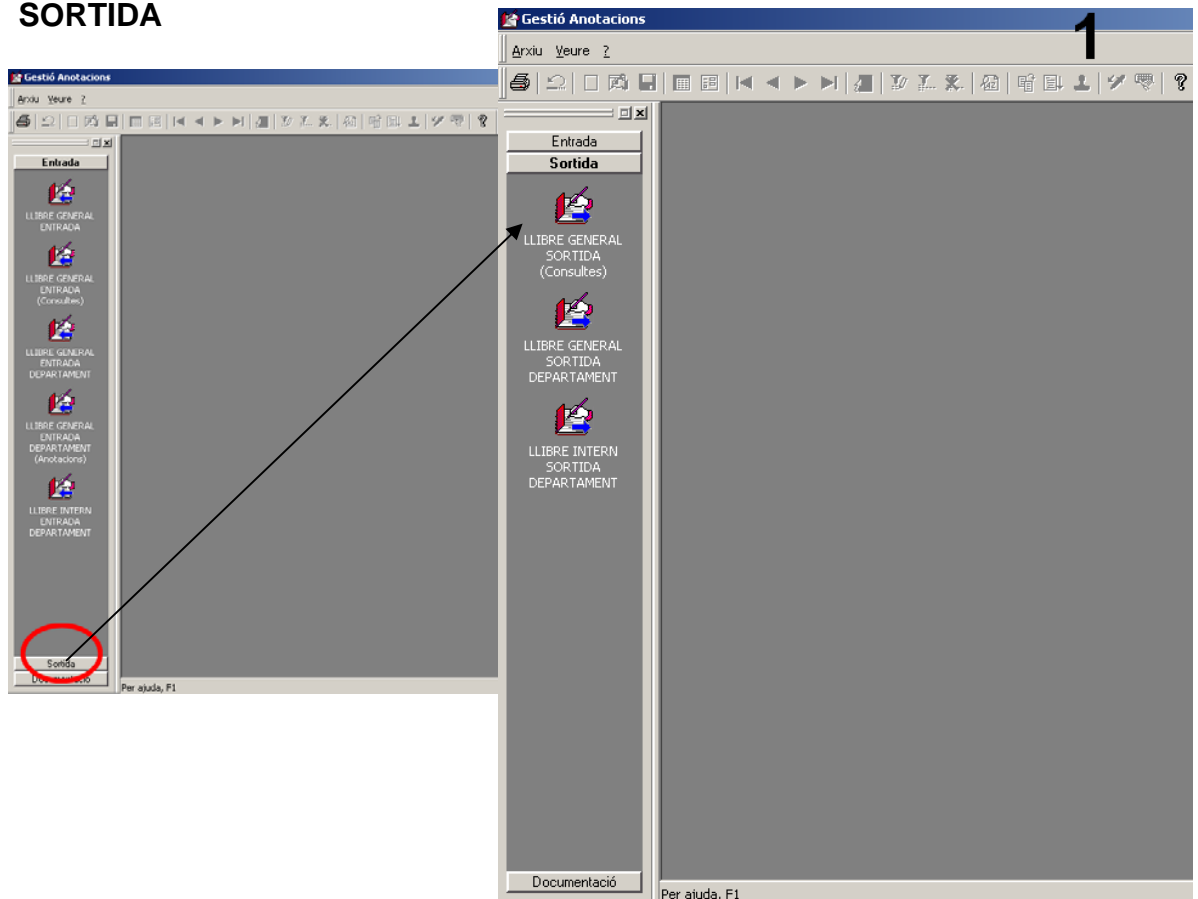 SORTIDA
1
Gestió Anotacions
Arxiu Veure ?
Entrada
LLIBRE GENERAL
ENTRADA
LLIBRE GENERAL
ENTRADA
(Consultes)
LLIBRE GENERAL
ENTRADA
DEPARTAMENT
LLIBRE GENERAL
ENTRADA
DEPARTAMENT
(Anotacions)
LLIBRE INTERN
ENTRADA
DEPARTAMENT
Sortida
Documentació
Per ajuda, F1
Gestió Anotacions
Arxiu Veure ?
Entrada
Sortida
LLIBRE GENERAL
SORTIDA
(Consultes)
LLIBRE GENERAL
SORTIDA
DEPARTAMENT
LLIBRE INTERN
SORTIDA
DEPARTAMENT
Documentació
Per ajuda, F1